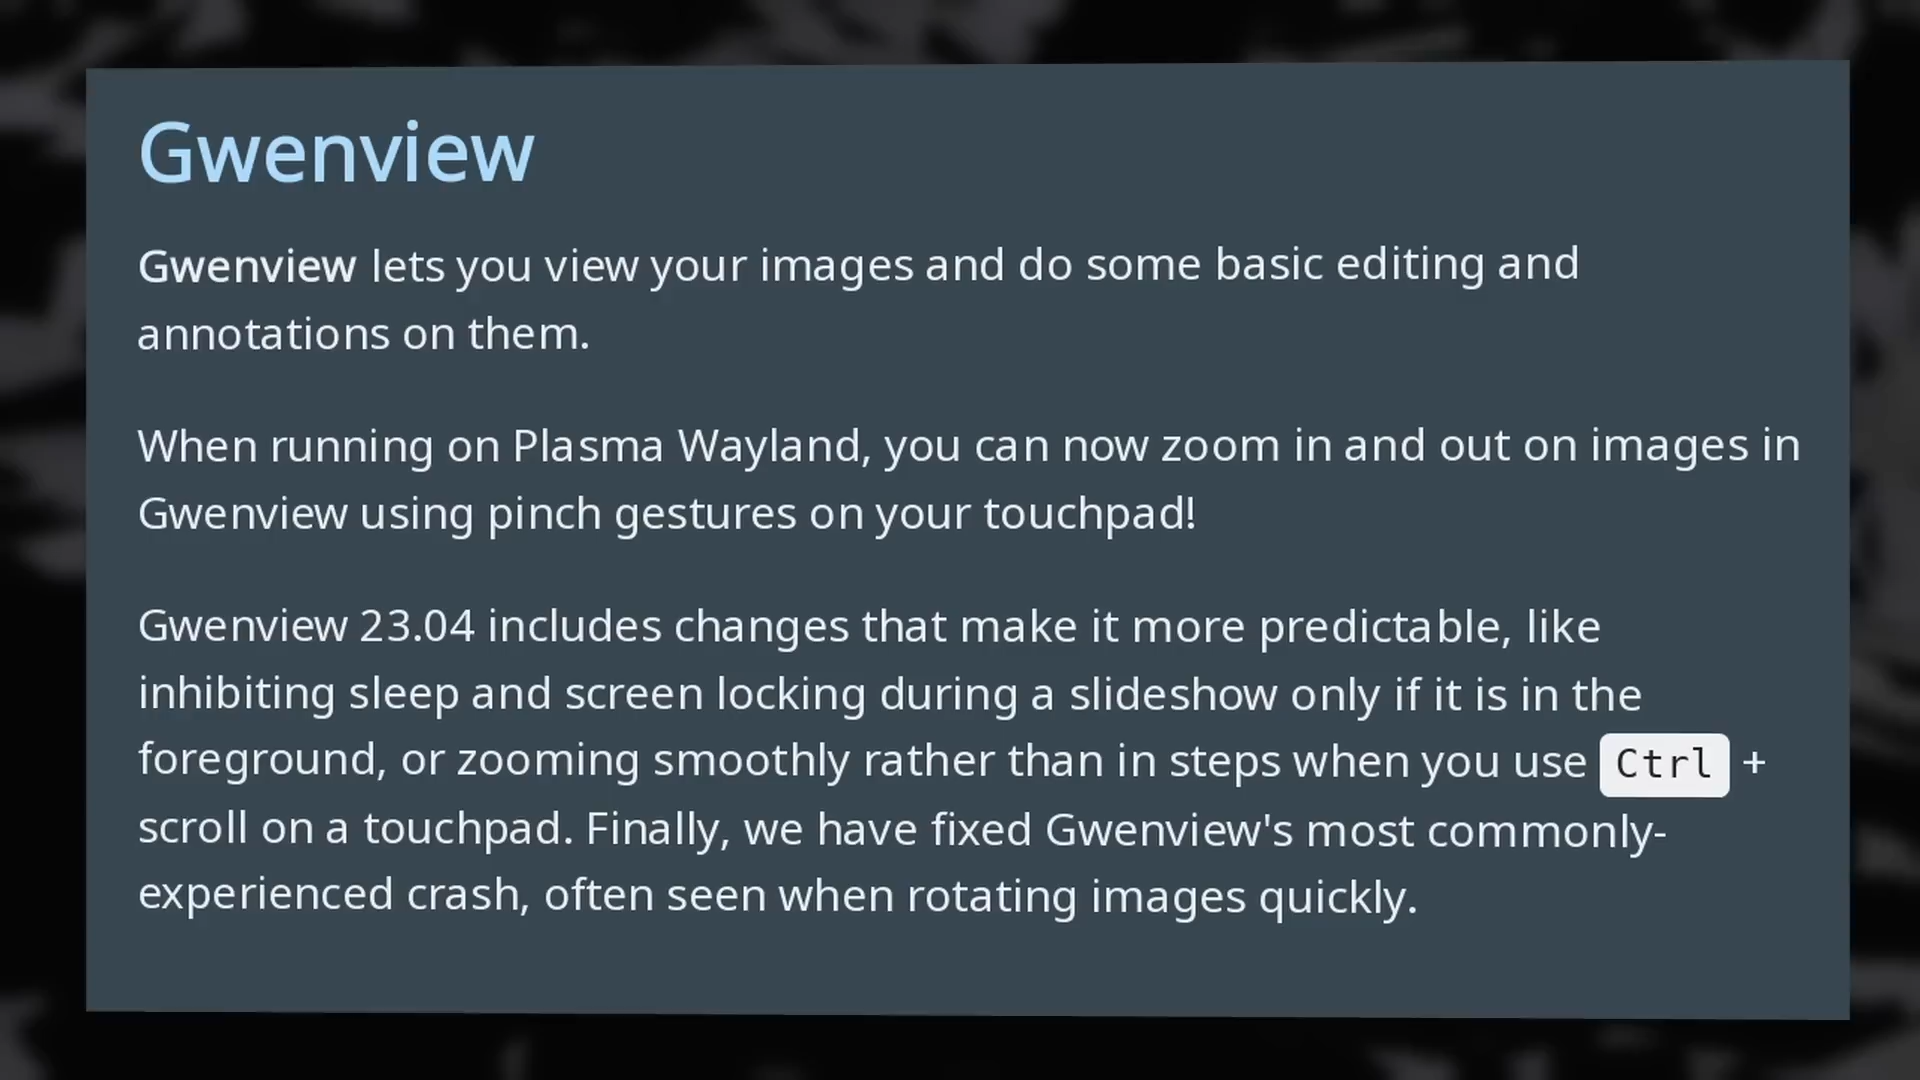 Gwenview
Gwenview lets you view your images and do some basic editing and
annotations on them.
When running on Plasma Wayland, you can now zoom in and out on images in
Gwenview using pinch gestures on your touchpad!
Gwenview 23.04 includes changes that make it more predictable, like
inhibiting sleep and screen locking during a slideshow only if it is in the
foreground, or zooming smoothly rather than in steps when you use Ctrl +
scroll on a touchpad. Finally, we have fixed Gwenview's most commonly-
experienced crash, often seen when rotating images quickly.